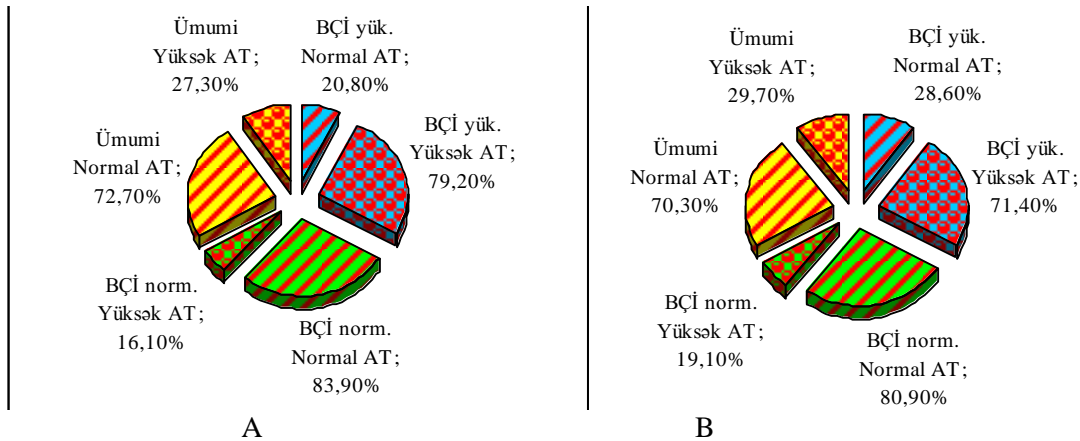 Ümumi
Yüksək AT;
27,30%
BÇİ yük.
Normal AT;
20,80%
BÇİ yük.
Yüksək AT;
79,20%
Ümumi
Normal AT;
72,70%
BÇİ norm.
Yüksək AT;
16,10%
BÇİ norm.
Normal AT;
83,90%
A
Ümumi
Yüksək AT;
29,70%
BÇİ yük.
Normal AT;
28,60%
BÇİ yük.
Yüksək AT;
71,40%
Ümumi
Normal AT;
70,30%
BÇİ norm.
Yüksək AT;
19,10%
BÇİ norm.
Normal AT;
80,90%
B